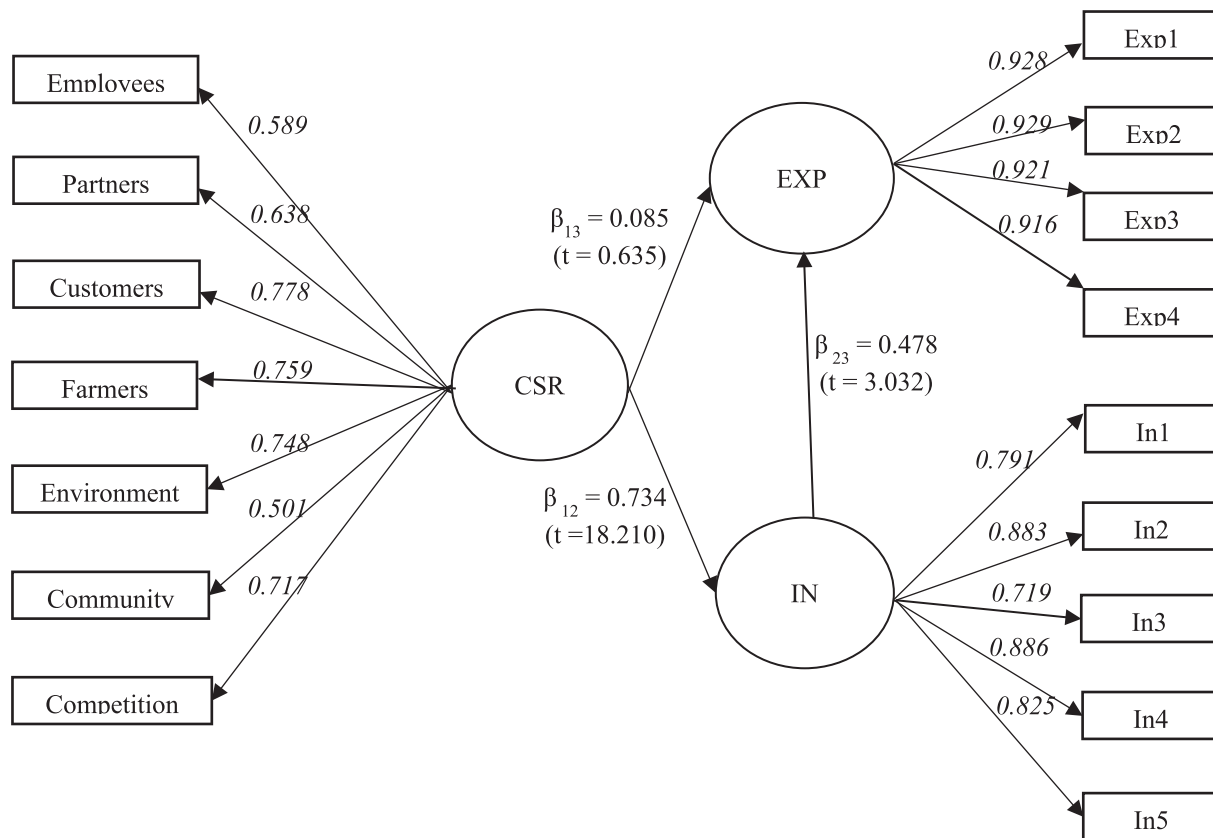 Employees
Partners
Customers
Farmers
Environment
Community
Competition
0.589
0.638
0.778
0.759
0.748
0.501
0.717
CSR
β13 = 0.085
(t = 0.635)
β12 = 0.734
(t =18.210)
EXP
β23 = 0.478
(t = 3.032)
IN
0.928
0.929
0.921
0.916
Exp1
Exp2
Exp3
Exp4
0.791
0.883
0.719
0.886
0.825
In1
In2
In3
In4
In5